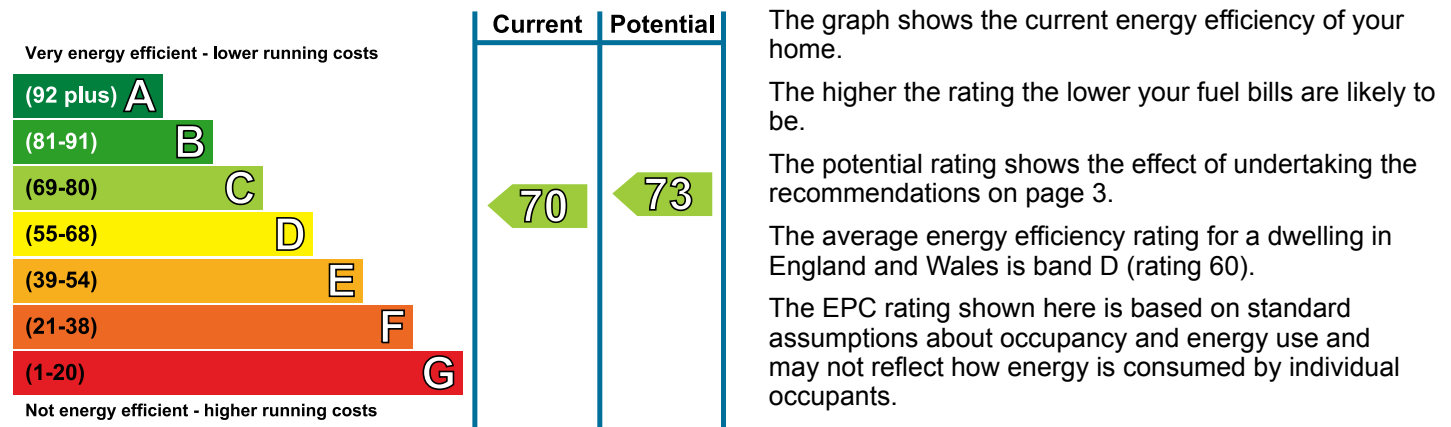 Current Potential
Very energy efficient - lower running costs
(92 plus) A
(81-91) B
(69-80) C
(55-68) D
(39-54) E
(21-38) F
(1-20) G
70 73
Not energy efficient - higher running costs
The graph shows the current energy efficiency of your
home.
The higher the rating the lower your fuel bills are likely to
be.
The potential rating shows the effect of undertaking the
recommendations on page 3.
The average energy efficiency rating for a dwelling in
England and Wales is band D (rating 60).
The EPC rating shown here is based on standard
assumptions about occupancy and energy use and
may not reflect how energy is consumed by individual
occupants.